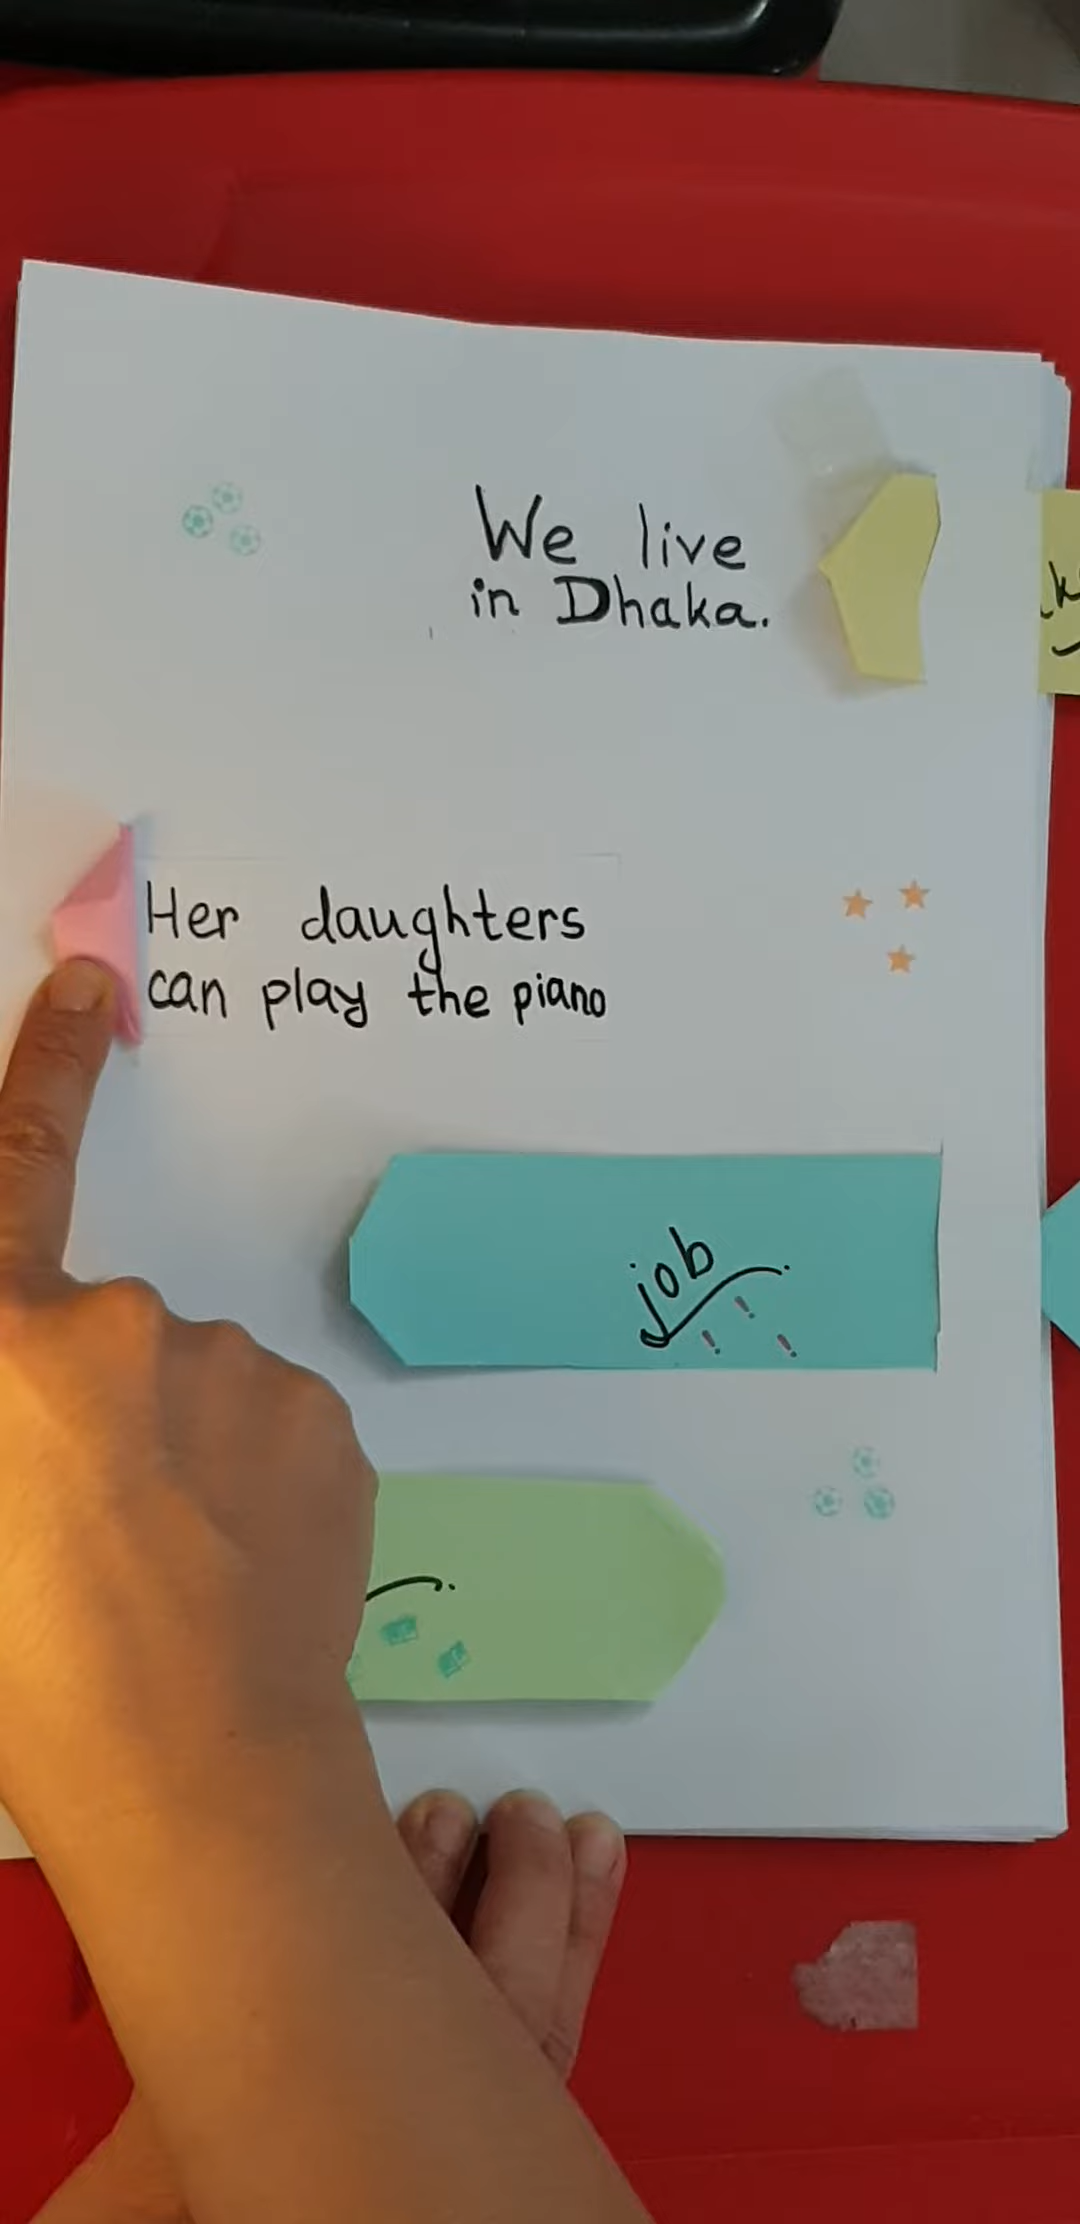 We live
in Dhaka.
Her daughters
can play the piano
job